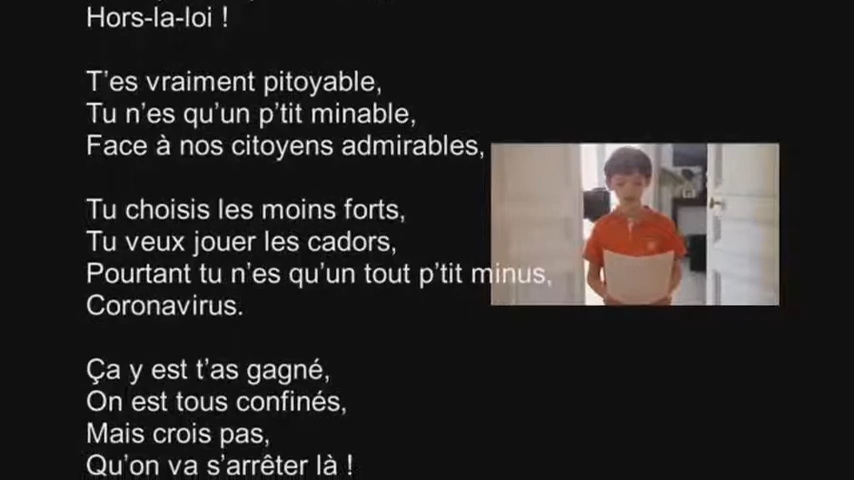 Hors-la-loi !
T’es vraiment pitoyable,
Tu n’es qu’un p’tit minable,
Face à nos citoyens admirables,
Tu choisis les moins forts,
Tu veux jouer les cadors,
Pourtant tu n’es qu’un tout p’tit minus,
Coronavirus.
Ça y est t’as gagné,
On est tous confinés,
Mais crois pas,
Qu’on va s’arrêter là !